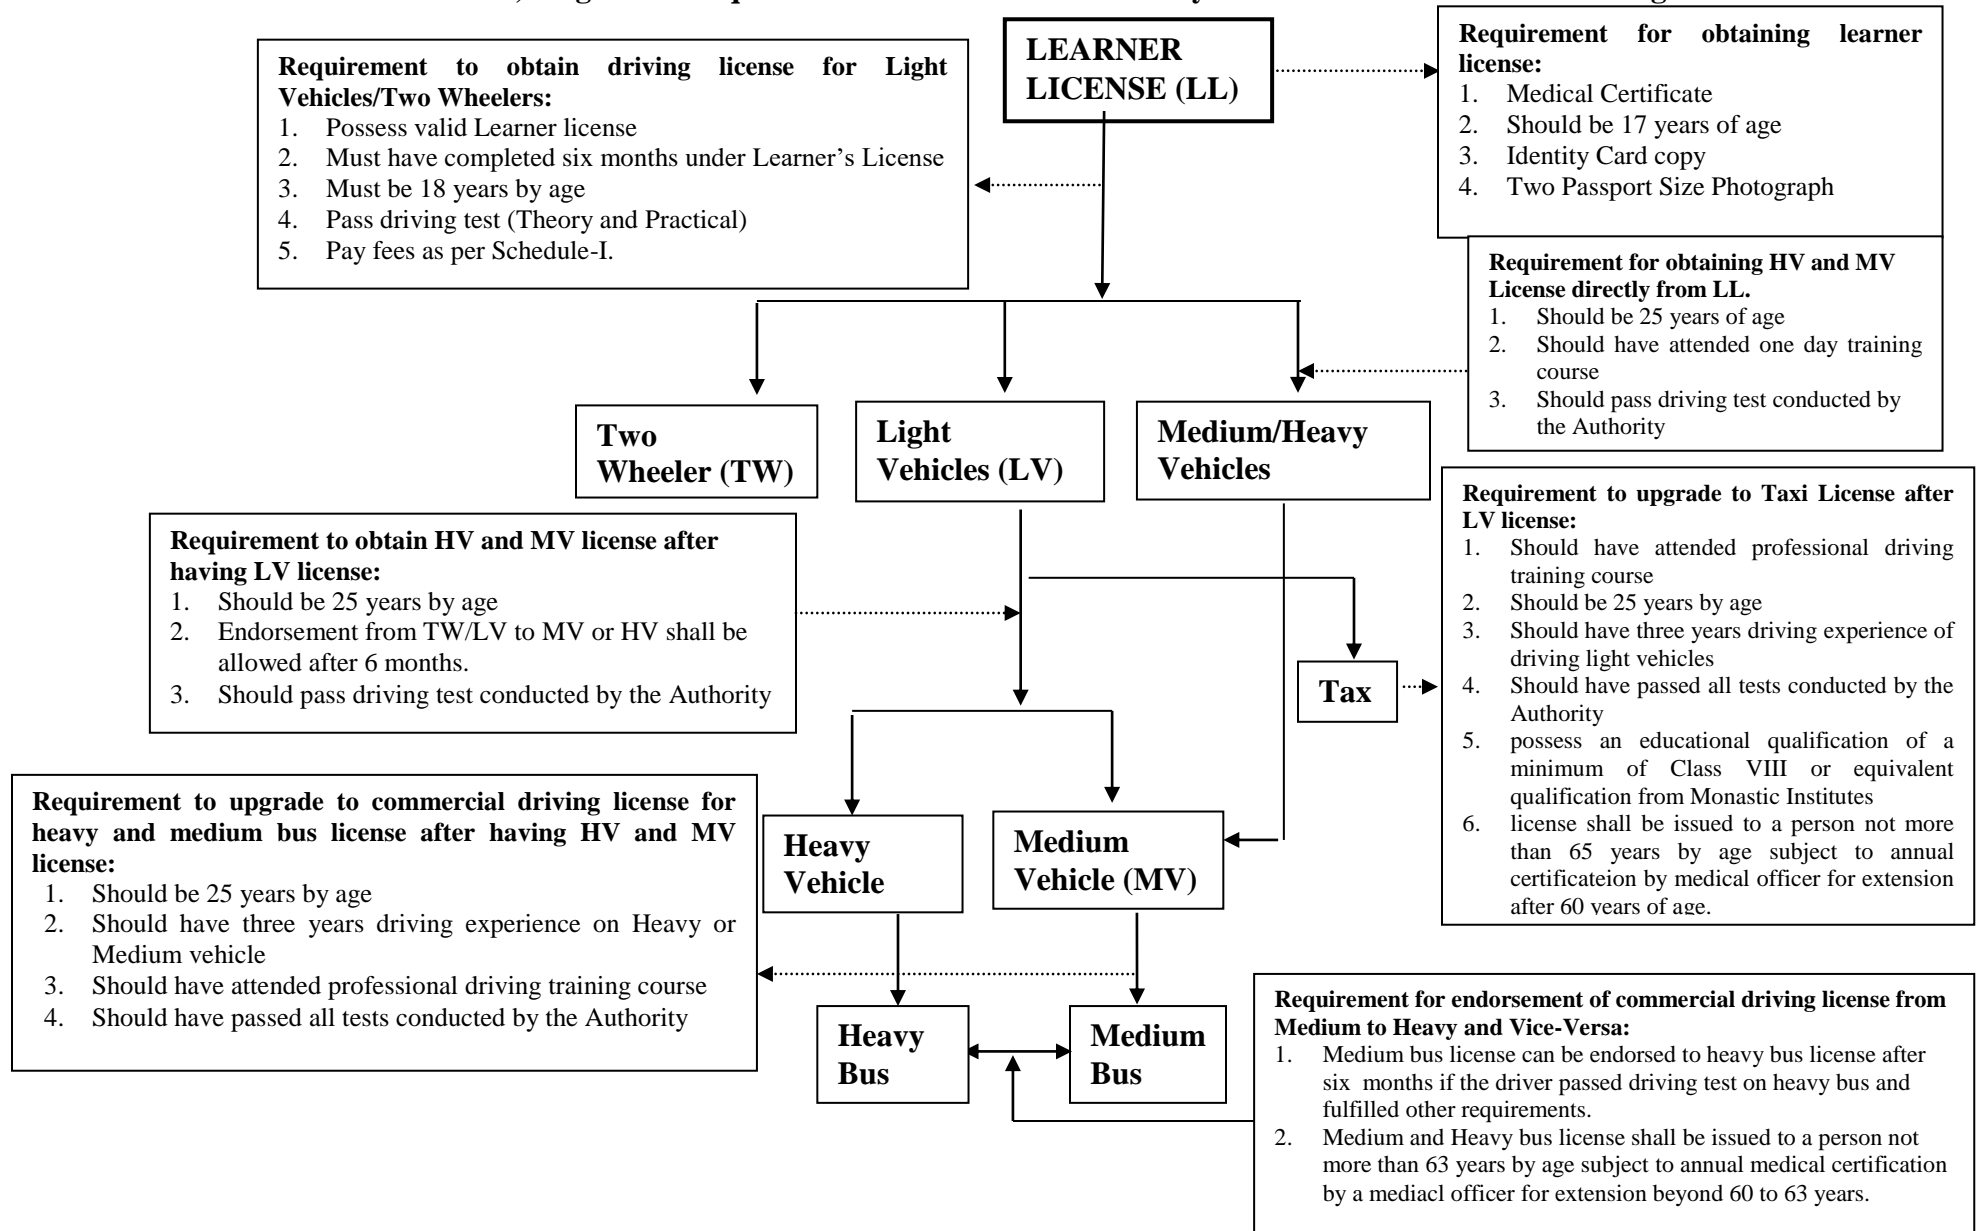 LEARNER
LICENSE (LL)
Requirement for obtaining learner
license:
1. Medical Certificate
2. Should be 17 years of age
3. Identity Card copy
4. Two Passport Size Photograph
Requirement to obtain driving license for Light
Vehicles/Two Wheelers:
1. Possess valid Learner license
2. Must have completed six months under Learner’s License
3. Must be 18 years by age
4. Pass driving test (Theory and Practical)
5. Pay fees as per Schedule-I.
Requirement for obtaining HV and MV
License directly from LL.
1. Should be 25 years of age
2. Should have attended one day training
course
3. Should pass driving test conducted by
the Authority
Two
Wheeler (TW)
Light
Vehicles (LV)
Medium/Heavy
Vehicles
Requirement to upgrade to Taxi License after
LV license:
1. Should have attended professional driving
training course
2. Should be 25 years by age
3. Should have three years driving experience of
driving light vehicles
4. Should have passed all tests conducted by the
Authority
5. possess an educational qualification of a
minimum of Class VIII or equivalent
qualification from Monastic Institutes
6. license shall be issued to a person not more
than 65 years by age subject to annual
certificateion by medical officer for extension
after 60 years of age.
Requirement to obtain HV and MV license after
having LV license:
1. Should be 25 years by age
2. Endorsement from TW/LV to MV or HV shall be
allowed after 6 months.
3. Should pass driving test conducted by the Authority
Tax
Requirement to upgrade to commercial driving license for
heavy and medium bus license after having HV and MV
license:
1. Should be 25 years by age
2. Should have three years driving experience on Heavy or
Medium vehicle
3. Should have attended professional driving training course
4. Should have passed all tests conducted by the Authority
Heavy
Vehicle
Medium
Vehicle (MV)
Heavy
Bus
Medium
Bus
Requirement for endorsement of commercial driving license from
Medium to Heavy and Vice-Versa:
1. Medium bus license can be endorsed to heavy bus license after
six months if the driver passed driving test on heavy bus and
fulfilled other requirements.
2. Medium and Heavy bus license shall be issued to a person not
more than 63 years by age subject to annual medical certification
by a mediacl officer for extension beyond 60 to 63 years.